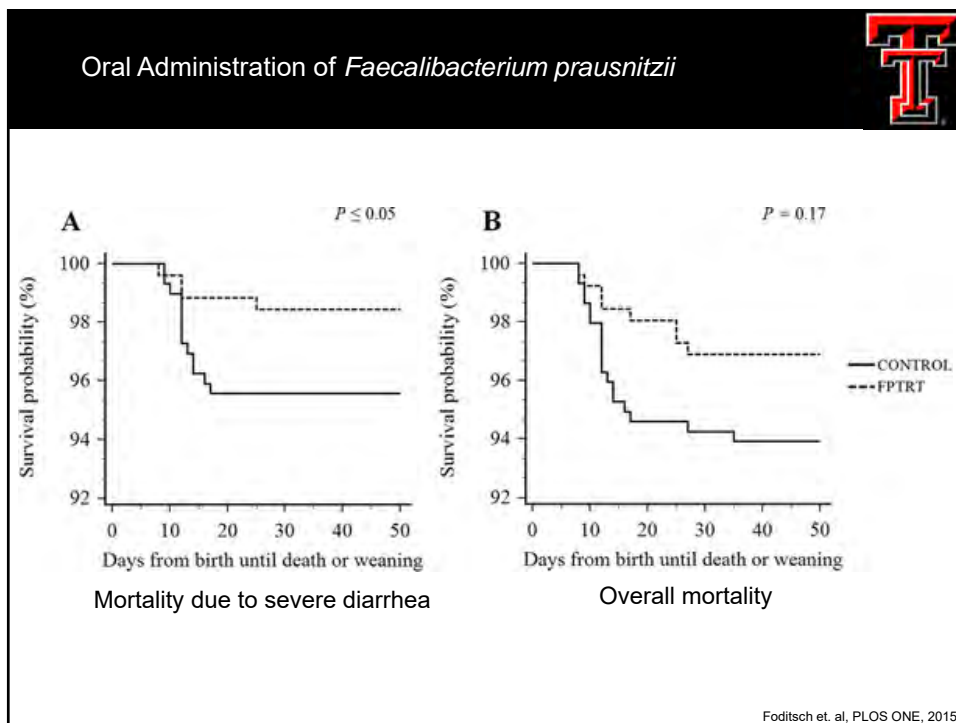 Oral Administration of Faecalibacterium prausnitzii
A
P ≤ 0.05
Survival probability (%)
100
98
96
94
92
0 10 20 30 40 50
Days from birth until death or weaning
Mortality due to severe diarrhea
B
P = 0.17
Survival probability (%)
100
98
96
94
92
0 10 20 30 40 50
Days from birth until death or weaning
Overall mortality
CONTROL
FPTRT
Foditsch et. al, PLOS ONE, 2015